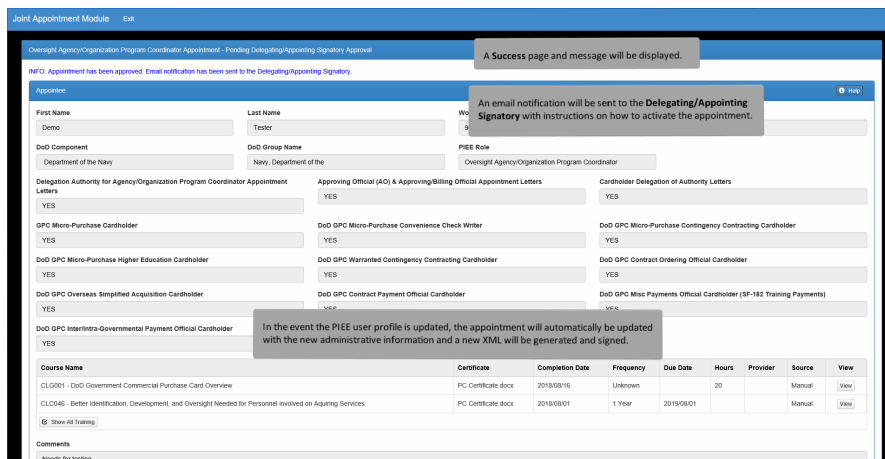 Joint Appointment Module Exit
Oversight Agency/Organization Program Coordinator Appointment - Pending Delegating/Appointing Signatory Approval
A Success page and message will be displayed.
INFO: Appointment has been approved. Email notification has been sent to the Delegating/Appointing Signatory.
Appointee Help
An email notification will be sent to the Delegating/Appointing
Signatory with instructions on how to activate the appointment.
First Name Last Name
Demo Tester 9
DoD Component DoD Group Name PIEE Role
Department of the Navy Navy, Department of the Oversight Agency/Organization Program Coordinator
Delegation Authority for Agency/Organization Program Coordinator Appointment Approving Official (AO) & Approving/Billing Official Appointment Letters Cardholder Delegation of Authority Letters
Letters
YES YES YES
GPC Micro-Purchase Cardholder DoD GPC Micro-Purchase Convenience Check Writer DoD GPC Micro-Purchase Contingency Contracting Cardholder
YES YES YES
DoD GPC Micro-Purchase Higher Education Cardholder DoD GPC Warranted Contingency Contracting Cardholder DoD GPC Contract Ordering Official Cardholder
YES YES YES
DoD GPC Overseas Simplified Acquisition Cardholder DoD GPC Contract Payment Official Cardholder DoD GPC Misc Payments Official Cardholder (SF-182 Training Payments)
YES YES YES
DoD GPC Inter/Intra-Governmental Payment Official Cardholder
YES
In the event the PIEE user profile is updated, the appointment will automatically be updated
with the new administrative information and a new XML will be generated and signed.
Course Name Certificate Completion Date Frequency Due Date Hours Provider Source View
CLG001 - DoD Government Commercial Purchase Card Overview PC Certificate.docx 2018/08/16 Unknown 20 Manual View
CLC046 - Better Identification, Development, and Oversight Needed for Personnel involved on Aquiring Services PC Certificate.docx 2018/08/01 1 Year 2019/08/01 Manual View
Show All Training
Comments
Needs for testing